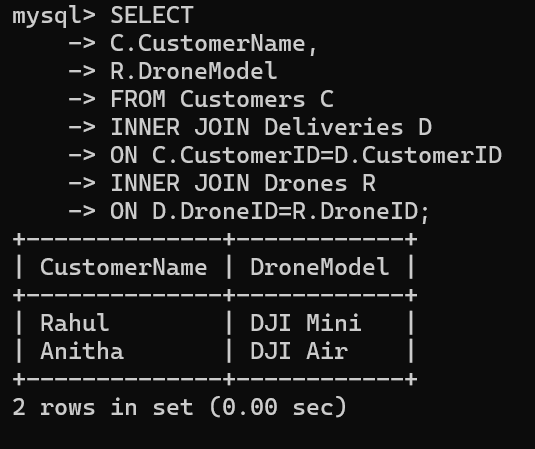 mysql> SELECT
    -> C.CustomerName,
    -> R.DroneModel
    -> FROM Customers C
    -> INNER JOIN Deliveries D
    -> ON C.CustomerID=D.CustomerID
    -> INNER JOIN Drones R
    -> ON D.DroneID=R.DroneID;
+--------------+------------+
| CustomerName | DroneModel |
+--------------+------------+
| Rahul        | DJI Mini   |
| Anitha       | DJI Air    |
+--------------+------------+
2 rows in set (0.00 sec)